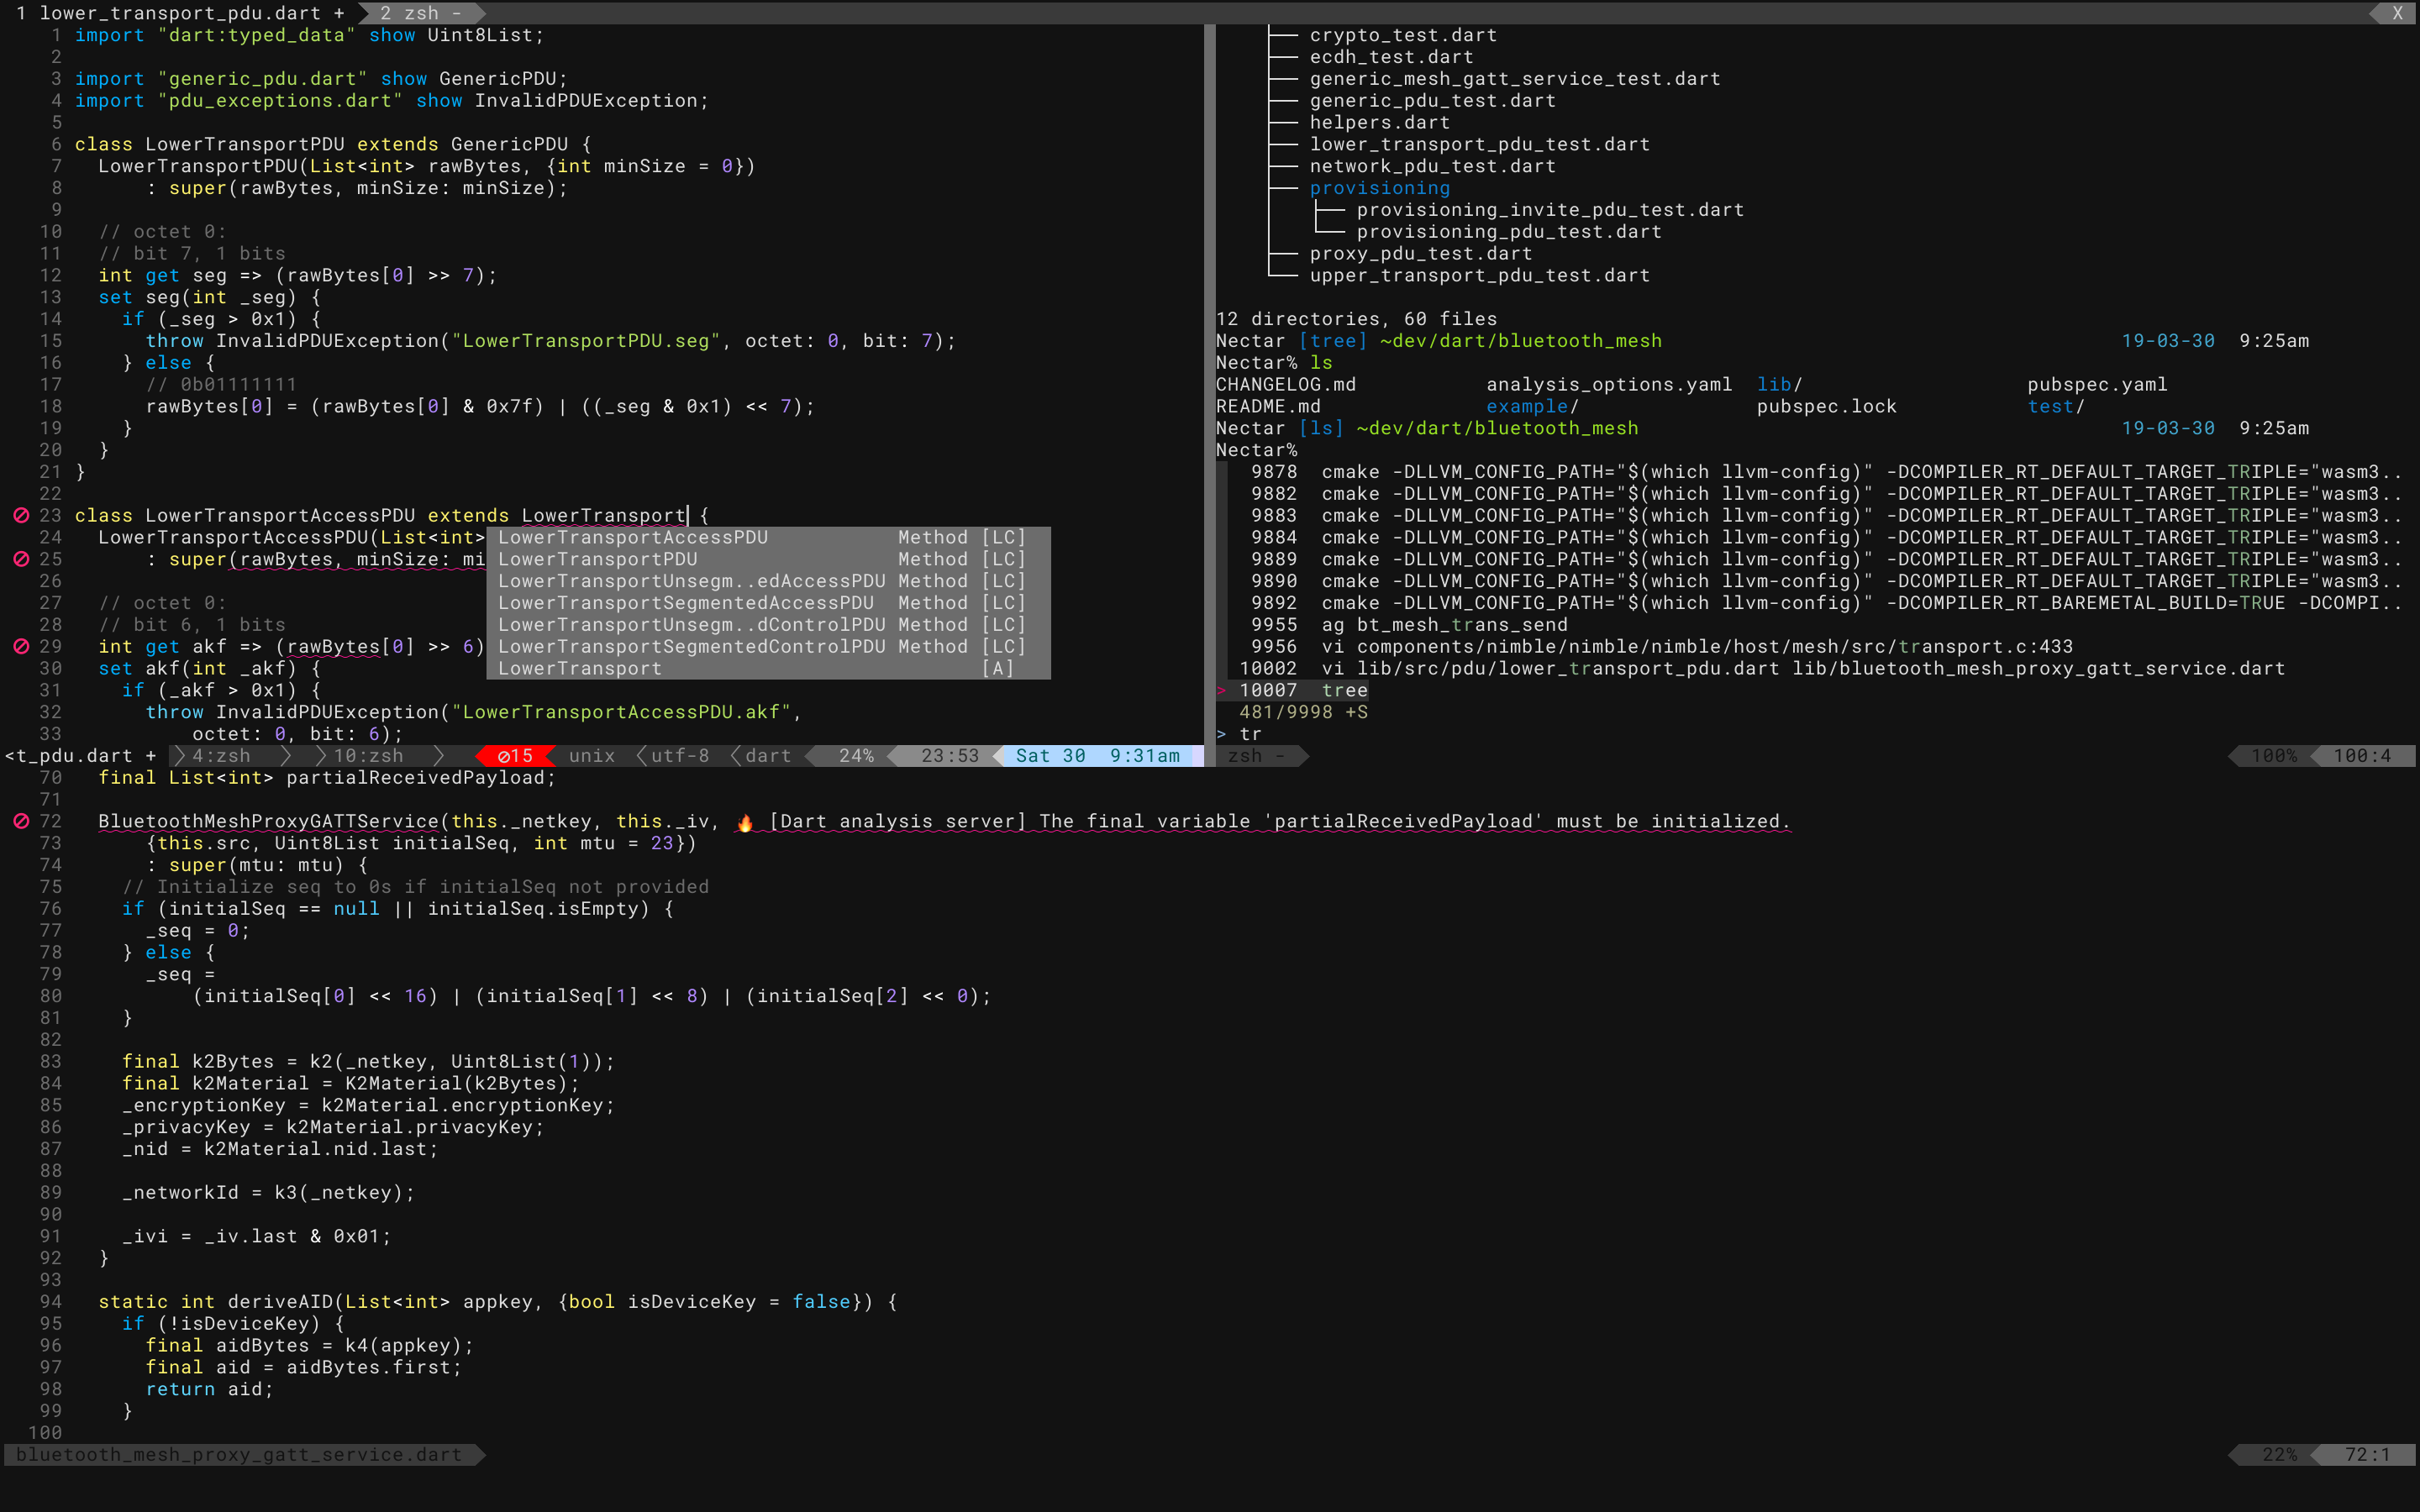 1 lower_transport_pdu.dart + 2 zsh - X
1 import "dart:typed_data" show Uint8List;
2
3 import "generic_pdu.dart" show GenericPDU;
4 import "pdu_exceptions.dart" show InvalidPDUException;
5
6 class LowerTransportPDU extends GenericPDU {
7 LowerTransportPDU(List<int> rawBytes, {int minSize = 0})
8 : super(rawBytes, minSize: minSize);
9
10 // octet 0:
11 // bit 7, 1 bits
12 int get seg => (rawBytes[0] >> 7);
13 set seg(int _seg) {
14 if (_seg > 0x1) {
15 throw InvalidPDUException("LowerTransportPDU.seg", octet: 0, bit: 7);
16 } else {
17 // 0b01111111
18 rawBytes[0] = (rawBytes[0] & 0x7f) | ((_seg & 0x1) << 7);
19 }
20 }
21 }
22
23 class LowerTransportAccessPDU extends LowerTransport {
24 LowerTransportAccessPDU(List<int>
25 : super(rawBytes, minSize: mi
26
27 // octet 0:
28 // bit 6, 1 bits
29 int get akf => (rawBytes[0] >> 6)
30 set akf(int _akf) {
31 if (_akf > 0x1) {
32 throw InvalidPDUException("LowerTransportAccessPDU.akf",
33 octet: 0, bit: 6);
LowerTransportAccessPDU Method [LC]
LowerTransportPDU Method [LC]
LowerTransportUnsegm..edAccessPDU Method [LC]
LowerTransportSegmentedAccessPDU Method [LC]
LowerTransportUnsegm..dControlPDU Method [LC]
LowerTransportSegmentedControlPDU Method [LC]
LowerTransport [A]
crypto_test.dart
ecdh_test.dart
generic_mesh_gatt_service_test.dart
generic_pdu_test.dart
helpers.dart
lower_transport_pdu_test.dart
network_pdu_test.dart
provisioning
provisioning_invite_pdu_test.dart
provisioning_pdu_test.dart
proxy_pdu_test.dart
upper_transport_pdu_test.dart
12 directories, 60 files
Nectar [tree] ~dev/dart/bluetooth_mesh 19-03-30 9:25am
Nectar% ls
CHANGELOG.md analysis_options.yaml lib/ pubspec.yaml
README.md example/ pubspec.lock test/
Nectar [ls] ~dev/dart/bluetooth_mesh 19-03-30 9:25am
Nectar%
9878 cmake -DLLVM_CONFIG_PATH="$(which llvm-config)" -DCOMPILER_RT_DEFAULT_TARGET_TRIPLE="wasm3..
9882 cmake -DLLVM_CONFIG_PATH="$(which llvm-config)" -DCOMPILER_RT_DEFAULT_TARGET_TRIPLE="wasm3..
9883 cmake -DLLVM_CONFIG_PATH="$(which llvm-config)" -DCOMPILER_RT_DEFAULT_TARGET_TRIPLE="wasm3..
9884 cmake -DLLVM_CONFIG_PATH="$(which llvm-config)" -DCOMPILER_RT_DEFAULT_TARGET_TRIPLE="wasm3..
9889 cmake -DLLVM_CONFIG_PATH="$(which llvm-config)" -DCOMPILER_RT_DEFAULT_TARGET_TRIPLE="wasm3..
9890 cmake -DLLVM_CONFIG_PATH="$(which llvm-config)" -DCOMPILER_RT_DEFAULT_TARGET_TRIPLE="wasm3..
9892 cmake -DLLVM_CONFIG_PATH="$(which llvm-config)" -DCOMPILER_RT_BAREMETAL_BUILD=TRUE -DCOMPI..
9955 ag bt_mesh_trans_send
9956 vi components/nimble/nimble/nimble/host/mesh/src/transport.c:433
10002 vi lib/src/pdu/lower_transport_pdu.dart lib/bluetooth_mesh_proxy_gatt_service.dart
> 10007 tree
481/9998 +S
> tr
<t_pdu.dart + 4:zsh 10:zsh ⊘15 unix utf-8 dart 24% 23:53 Sat 30 9:31am zsh - 100% 100:4
70 final List<int> partialReceivedPayload;
71
72 BluetoothMeshProxyGATTService(this._netkey, this._iv, 🔥 [Dart analysis server] The final variable 'partialReceivedPayload' must be initialized.
73 {this.src, Uint8List initialSeq, int mtu = 23})
74 : super(mtu: mtu) {
75 // Initialize seq to 0s if initialSeq not provided
76 if (initialSeq == null || initialSeq.isEmpty) {
77 _seq = 0;
78 } else {
79 _seq =
80 (initialSeq[0] << 16) | (initialSeq[1] << 8) | (initialSeq[2] << 0);
81 }
82
83 final k2Bytes = k2(_netkey, Uint8List(1));
84 final k2Material = K2Material(k2Bytes);
85 _encryptionKey = k2Material.encryptionKey;
86 _privacyKey = k2Material.privacyKey;
87 _nid = k2Material.nid.last;
88
89 _networkId = k3(_netkey);
90
91 _ivi = _iv.last & 0x01;
92 }
93
94 static int deriveAID(List<int> appkey, {bool isDeviceKey = false}) {
95 if (!isDeviceKey) {
96 final aidBytes = k4(appkey);
97 final aid = aidBytes.first;
98 return aid;
99 }
100
bluetooth_mesh_proxy_gatt_service.dart 22% 72:1